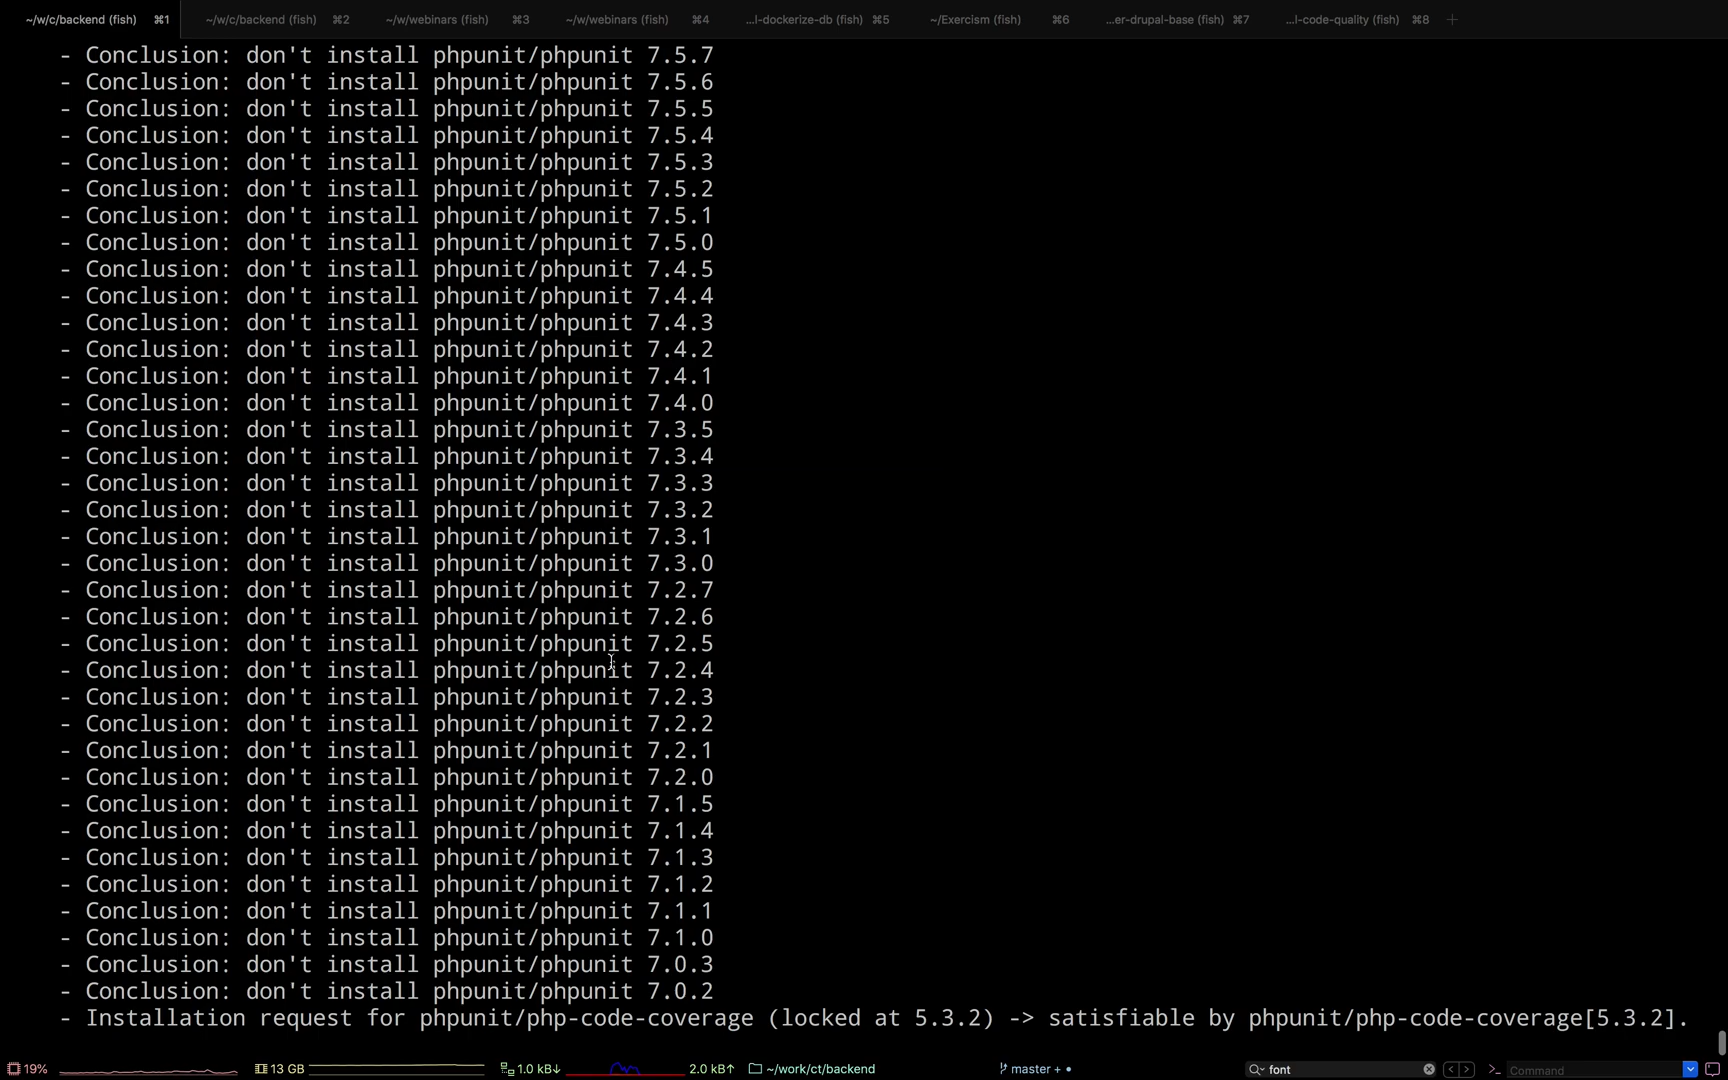 ~/w/c/backend (fish) ⌘1 ~/w/c/backend (fish) ⌘2 ~/w/webinars (fish) ⌘3 ~/w/webinars (fish) ⌘4 ...l-dockerize-db (fish) ⌘5 ~/Exercism (fish) ⌘6 ...er-drupal-base (fish) ⌘7 ...l-code-quality (fish) ⌘8 +
- Conclusion: don't install phpunit/phpunit 7.5.7
- Conclusion: don't install phpunit/phpunit 7.5.6
- Conclusion: don't install phpunit/phpunit 7.5.5
- Conclusion: don't install phpunit/phpunit 7.5.4
- Conclusion: don't install phpunit/phpunit 7.5.3
- Conclusion: don't install phpunit/phpunit 7.5.2
- Conclusion: don't install phpunit/phpunit 7.5.1
- Conclusion: don't install phpunit/phpunit 7.5.0
- Conclusion: don't install phpunit/phpunit 7.4.5
- Conclusion: don't install phpunit/phpunit 7.4.4
- Conclusion: don't install phpunit/phpunit 7.4.3
- Conclusion: don't install phpunit/phpunit 7.4.2
- Conclusion: don't install phpunit/phpunit 7.4.1
- Conclusion: don't install phpunit/phpunit 7.4.0
- Conclusion: don't install phpunit/phpunit 7.3.5
- Conclusion: don't install phpunit/phpunit 7.3.4
- Conclusion: don't install phpunit/phpunit 7.3.3
- Conclusion: don't install phpunit/phpunit 7.3.2
- Conclusion: don't install phpunit/phpunit 7.3.1
- Conclusion: don't install phpunit/phpunit 7.3.0
- Conclusion: don't install phpunit/phpunit 7.2.7
- Conclusion: don't install phpunit/phpunit 7.2.6
- Conclusion: don't install phpunit/phpunit 7.2.5
- Conclusion: don't install phpunit/phpunit 7.2.4
- Conclusion: don't install phpunit/phpunit 7.2.3
- Conclusion: don't install phpunit/phpunit 7.2.2
- Conclusion: don't install phpunit/phpunit 7.2.1
- Conclusion: don't install phpunit/phpunit 7.2.0
- Conclusion: don't install phpunit/phpunit 7.1.5
- Conclusion: don't install phpunit/phpunit 7.1.4
- Conclusion: don't install phpunit/phpunit 7.1.3
- Conclusion: don't install phpunit/phpunit 7.1.2
- Conclusion: don't install phpunit/phpunit 7.1.1
- Conclusion: don't install phpunit/phpunit 7.1.0
- Conclusion: don't install phpunit/phpunit 7.0.3
- Conclusion: don't install phpunit/phpunit 7.0.2
- Installation request for phpunit/php-code-coverage (locked at 5.3.2) -> satisfiable by phpunit/php-code-coverage[5.3.2].
19% 13 GB 1.0 kB↓ 2.0 kB↑ ~/work/ct/backend master + • font Command